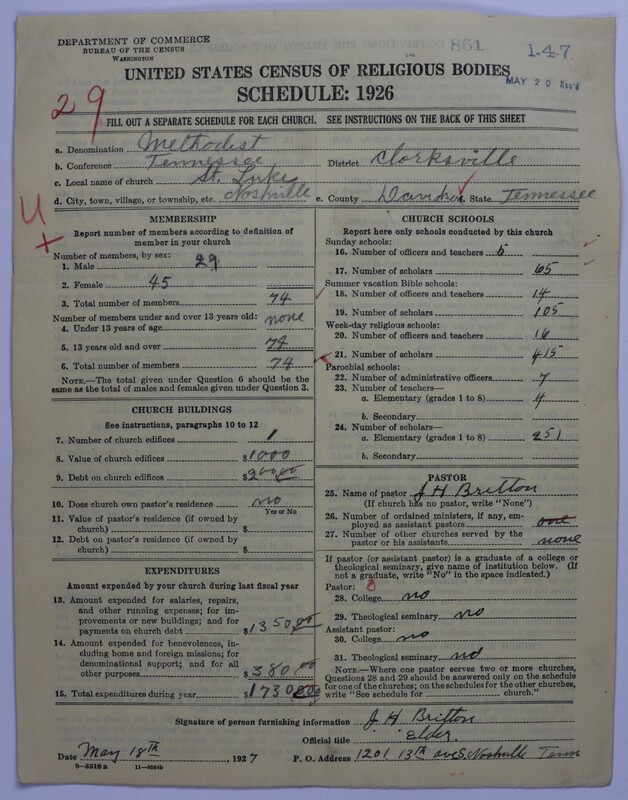 DEPARTMENT OF COMMERCE
BUREAU OF THE CENSUS
WASHINGTON
861
1-4-7
MAY 20 Rec'd
UNITED STATES CENSUS OF RELIGIOUS BODIES
SCHEDULE: 1926
29
FILL OUT A SEPARATE SCHEDULE FOR EACH CHURCH. SEE INSTRUCTIONS ON THE BACK OF THIS SHEET
a. Denomination Methodist
b. Conference Tennessee District Clorksville
c. Local name of church St. Luke
d. City, town, village, or township, etc. Noshville e. County Davidson, State Tennessee
MEMBERSHIP
Report number of members according to definition of
member in your church
Number of members, by sex:
1. Male 29
2. Female 45
3. Total number of members 74
Number of members under and over 13 years old:
4. Under 13 years of age none
5. 13 years old and over 74
6. Total number of members 74
NOTE.—The total given under Question 6 should be
the same as the total of males and females given under Question 3.
CHURCH BUILDINGS
See instructions, paragraphs 10 to 12
7. Number of church edifices 1
8. Value of church edifices $1000
9. Debt on church edifices $20000
10. Does church own pastor's residence no
Yes or No
11. Value of pastor's residence (if owned by
church) $
12. Debt on pastor's residence (if owned by
church) $
EXPENDITURES
Amount expended by your church during last fiscal year
13. Amount expended for salaries, repairs,
and other running expenses; for im-
provements or new buildings; and for
payments on church debt $135000
14. Amount expended for benevolences, in-
cluding home and foreign missions; for
denominational support; and for all
other purposes $38000
15. Total expenditures during year $173000
CHURCH SCHOOLS
Report here only schools conducted by this church
Sunday schools:
16. Number of officers and teachers 5
17. Number of scholars 65
Summer vacation Bible schools:
18. Number of officers and teachers 14
19. Number of scholars 105
Week-day religious schools:
20. Number of officers and teachers 16
21. Number of scholars 415
Parochial schools:
22. Number of administrative officers 7
23. Number of teachers—
a. Elementary (grades 1 to 8) 4
b. Secondary
24. Number of scholars—
a. Elementary (grades 1 to 8) 251
b. Secondary
PASTOR
25. Name of pastor J H Britton
(If church has no pastor, write "None")
26. Number of ordained ministers, if any, em-
ployed as assistant pastors one
27. Number of other churches served by the
pastor or his assistants none
If pastor (or assistant pastor) is a graduate of a college or
theological seminary, give name of institution below. (If
not a graduate, write "No" in the space indicated.)
Pastor:
28. College no
29. Theological seminary no
Assistant pastor:
30. College no
31. Theological seminary no
NOTE.—Where one pastor serves two or more churches,
Questions 28 and 29 should be answered only on the schedule
for one of the churches; on the schedules for the other churches,
write "See schedule for church."
Signature of person furnishing information J H Britton
Official title Elder
Date May 18th, 1927 P. O. Address 1201 13th ave S. Noshville Tenn
8—5518a 11—9054b